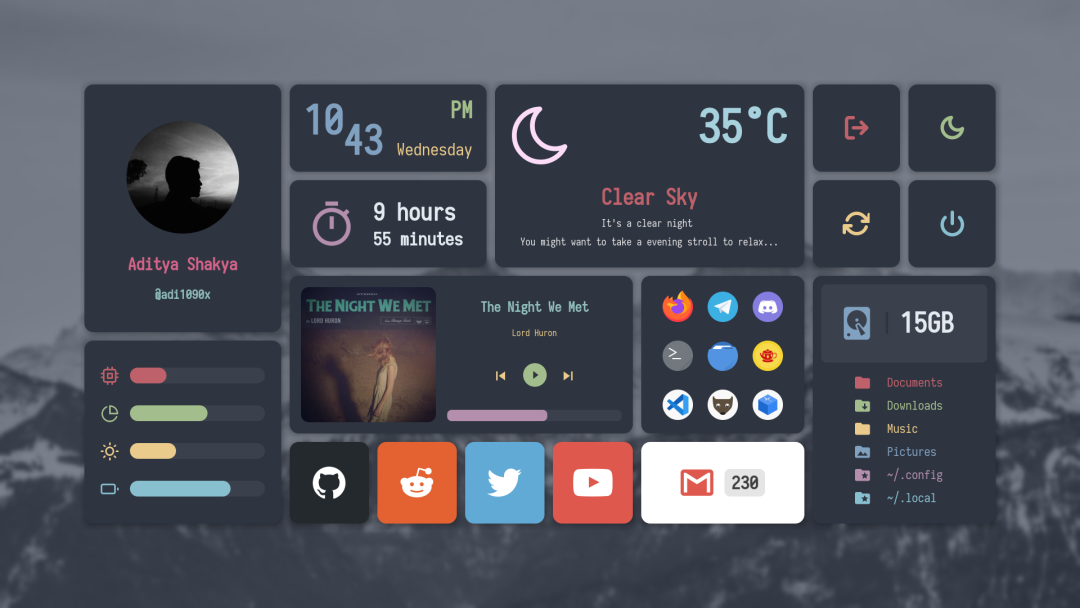 Aditya Shakya
@adi1090x
10
43
PM
Wednesday
9 hours
55 minutes
35°C
Clear Sky
It's a clear night
You might want to take a evening stroll to relax...
THE NIGHT WE MET
LORD HURON
The Night We Met
Lord Huron
230
15GB
Documents
Downloads
Music
Pictures
~/.config
~/.local